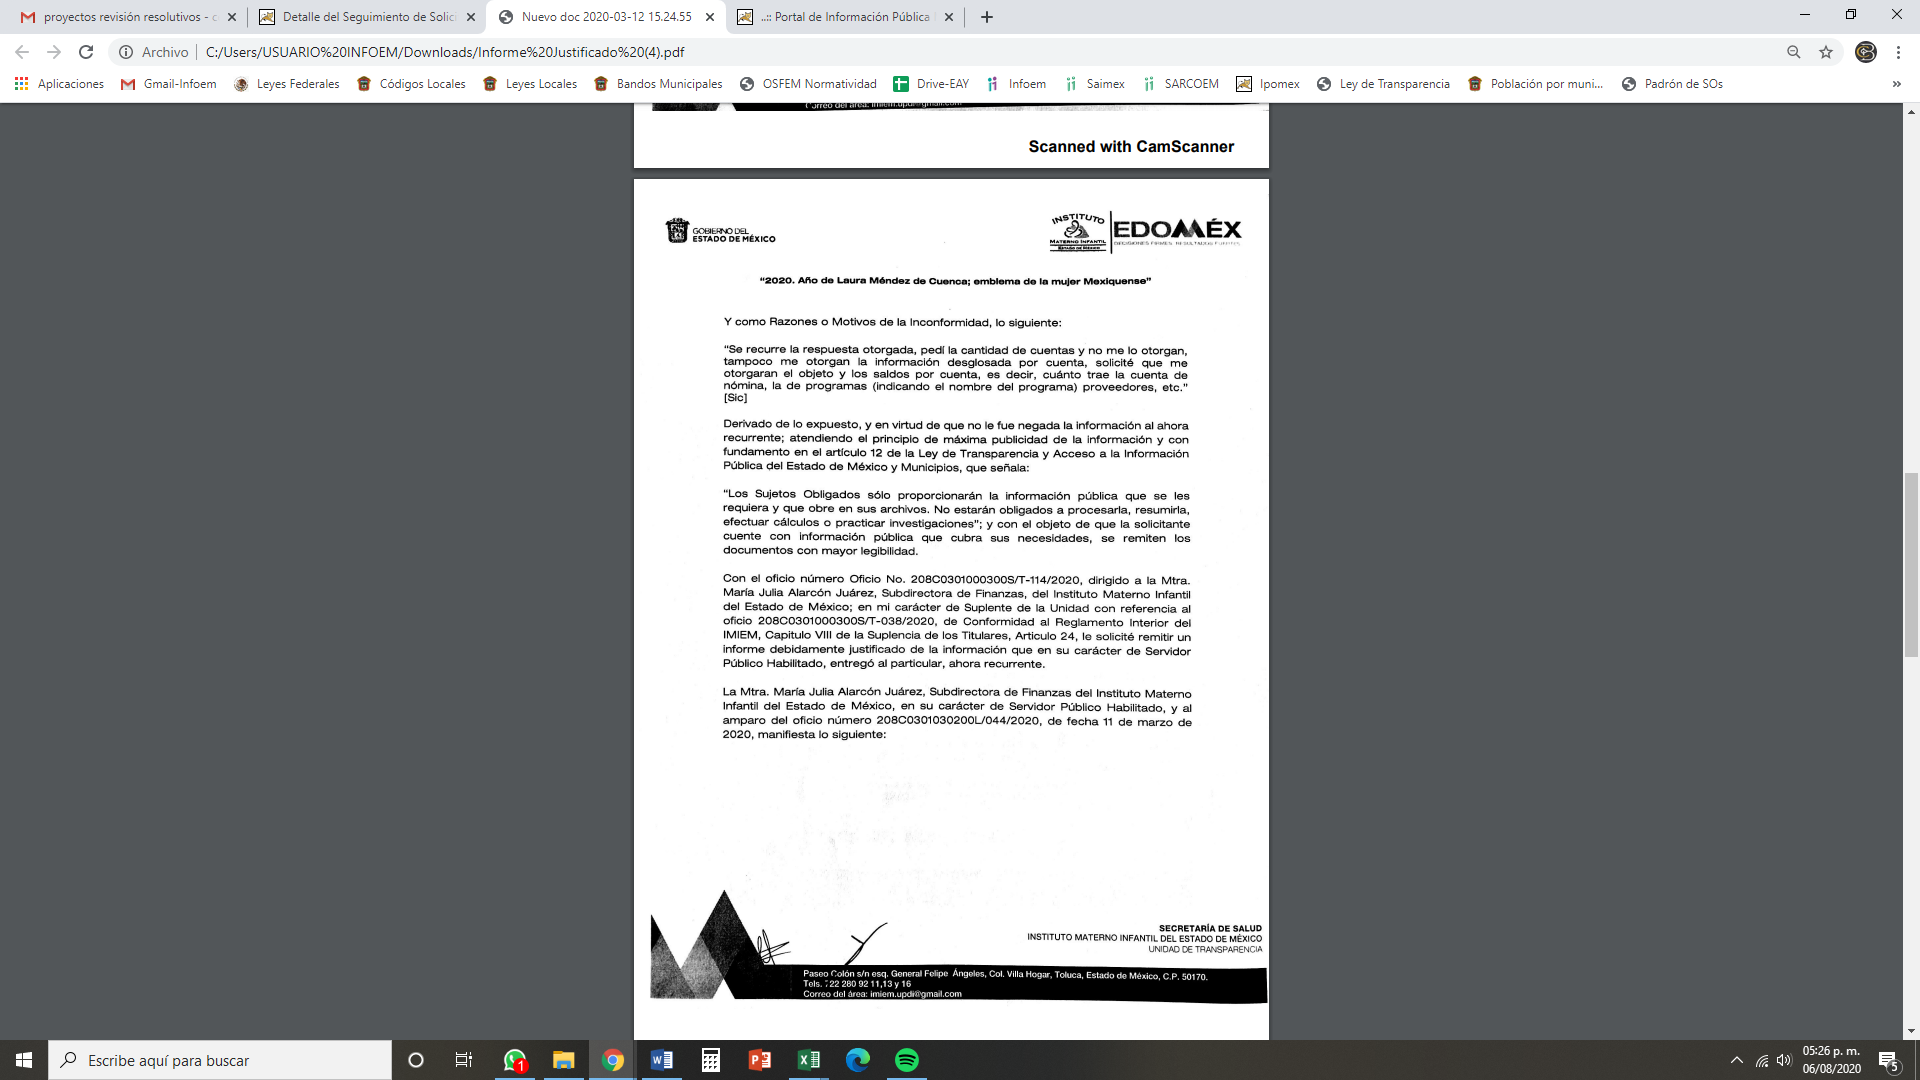 proyectos revisión resolutivos - c
Detalle del Seguimiento de Solici
Nuevo doc 2020-03-12 15.24.55
..:: Portal de Información Pública
Archivo
C:/Users/USUARIO%20INFOEM/Downloads/Informe%20Justificado%20(4).pdf
Aplicaciones
Gmail-Infoem
Leyes Federales
Códigos Locales
Leyes Locales
Bandos Municipales
OSFEM Normatividad
Drive-EAY
Infoem
Saimex
SARCOEM
Ipomex
Ley de Transparencia
Población por muni...
Padrón de SOs
»
Correo del área: imiem.updi@gmail.com
Scanned with CamScanner
GOBIERNO DEL
ESTADO DE MÉXICO
INSTITUTO
MATERNO INFANTIL
ESTADO DE MÉXICO
EDOMÉX
DECISIONES FIRMES, RESULTADOS FUERTES.
“2020. Año de Laura Méndez de Cuenca; emblema de la mujer Mexiquense”
Y como Razones o Motivos de la Inconformidad, lo siguiente:
“Se recurre la respuesta otorgada, pedí la cantidad de cuentas y no me lo otorgan,
tampoco me otorgan la información desglosada por cuenta, solicité que me
otorgaran el objeto y los saldos por cuenta, es decir, cuánto trae la cuenta de
nómina, la de programas (indicando el nombre del programa) proveedores, etc.”
[Sic]
Derivado de lo expuesto, y en virtud de que no le fue negada la información al ahora
recurrente; atendiendo el principio de máxima publicidad de la información y con
fundamento en el artículo 12 de la Ley de Transparencia y Acceso a la Información
Pública del Estado de México y Municipios, que señala:
“Los Sujetos Obligados sólo proporcionarán la información pública que se les
requiera y que obre en sus archivos. No estarán obligados a procesarla, resumirla,
efectuar cálculos o practicar investigaciones”; y con el objeto de que la solicitante
cuente con información pública que cubra sus necesidades, se remiten los
documentos con mayor legibilidad.
Con el oficio número Oficio No. 208C0301000300S/T-114/2020, dirigido a la Mtra.
María Julia Alarcón Juárez, Subdirectora de Finanzas, del Instituto Materno Infantil
del Estado de México; en mi carácter de Suplente de la Unidad con referencia al
oficio 208C0301000300S/T-038/2020, de Conformidad al Reglamento Interior del
IMIEM, Capitulo VIII de la Suplencia de los Titulares, Articulo 24, le solicité remitir un
informe debidamente justificado de la información que en su carácter de Servidor
Público Habilitado, entregó al particular, ahora recurrente.
La Mtra. María Julia Alarcón Juárez, Subdirectora de Finanzas del Instituto Materno
Infantil del Estado de México, en su carácter de Servidor Público Habilitado, y al
amparo del oficio número 208C0301030200L/044/2020, de fecha 11 de marzo de
2020, manifiesta lo siguiente:
SECRETARÍA DE SALUD
INSTITUTO MATERNO INFANTIL DEL ESTADO DE MÉXICO
UNIDAD DE TRANSPARENCIA
Paseo Colón s/n esq. General Felipe Ángeles, Col. Villa Hogar, Toluca, Estado de México, C.P. 50170.
Tels. 722 280 92 11,13 y 16
Correo del área: imiem.updi@gmail.com
Escribe aquí para buscar
1
05:26 p. m.
06/08/2020
5